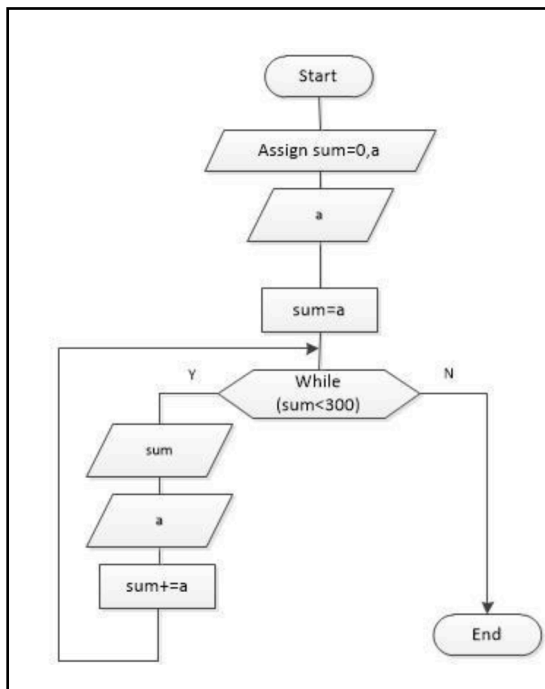 Start
Assign sum=0,a
a
sum=a
Y
While
(sum<300)
N
sum
a
sum+=a
End